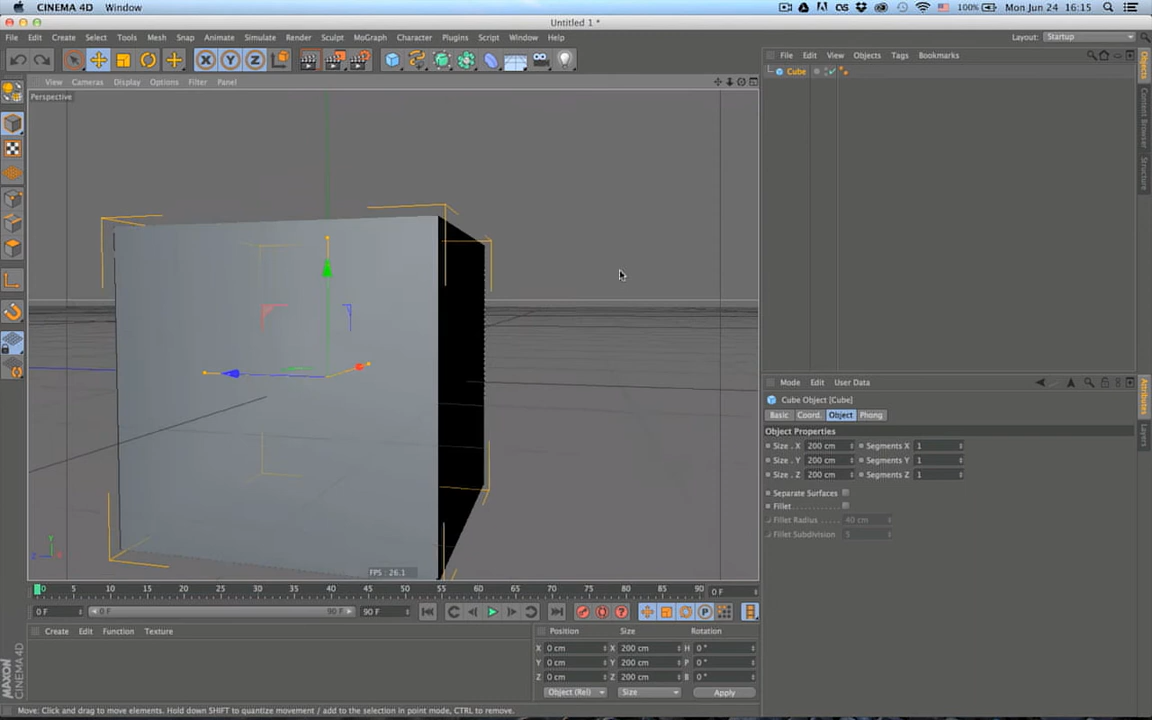 CINEMA 4D Window 100% Mon Jun 24 16:15
Untitled 1 *
File Edit Create Select Tools Mesh Snap Animate Simulate Render Sculpt MoGraph Character Plugins Script Window Help Layout: Startup
X Y Z
File Edit View Objects Tags Bookmarks
View Cameras Display Options Filter Panel
Cube
Perspective
Objects
Content Browser
Structure
Mode Edit User Data
Cube Object [Cube]
Basic Coord. Object Phong
Object Properties
Size . X 200 cm Segments X 1
Size . Y 200 cm Segments Y 1
Size . Z 200 cm Segments Z 1
Separate Surfaces
Fillet
Fillet Radius 40 cm
Fillet Subdivision 5
Attributes
Layers
FPS : 26.1
0 5 10 15 20 25 30 35 40 45 50 55 60 65 70 75 80 85 90 0 F
0 F 0 F 90 F 90 F
Create Edit Function Texture
Position Size Rotation
X 0 cm X 200 cm H 0 °
Y 0 cm Y 200 cm P 0 °
Z 0 cm Z 200 cm B 0 °
Object (Rel) Size Apply
MAXON
CINEMA 4D
Move: Click and drag to move elements. Hold down SHIFT to quantize movement / add to the selection in point mode, CTRL to remove.